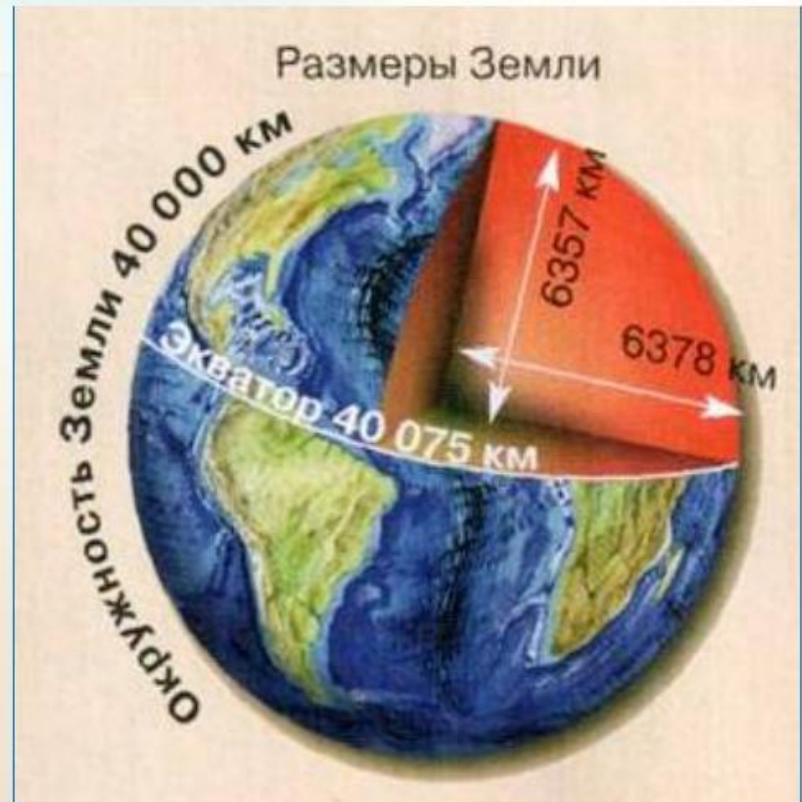 Размеры Земли
Окружность Земли 40 000 км
6357 км
6378 км
Экватор 40 075 км